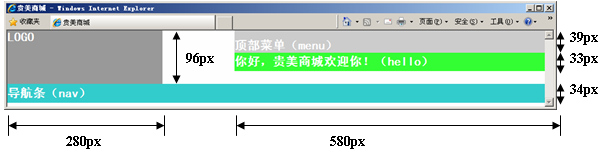 贵美商城 - Windows Internet Explorer
收藏夹 贵美商城 页面(P) 安全(S) 工具(O)
LOGO
顶部菜单（menu）
你好，贵美商城欢迎你！（hello）
导航条（nav）
96px
39px
33px
34px
280px
580px